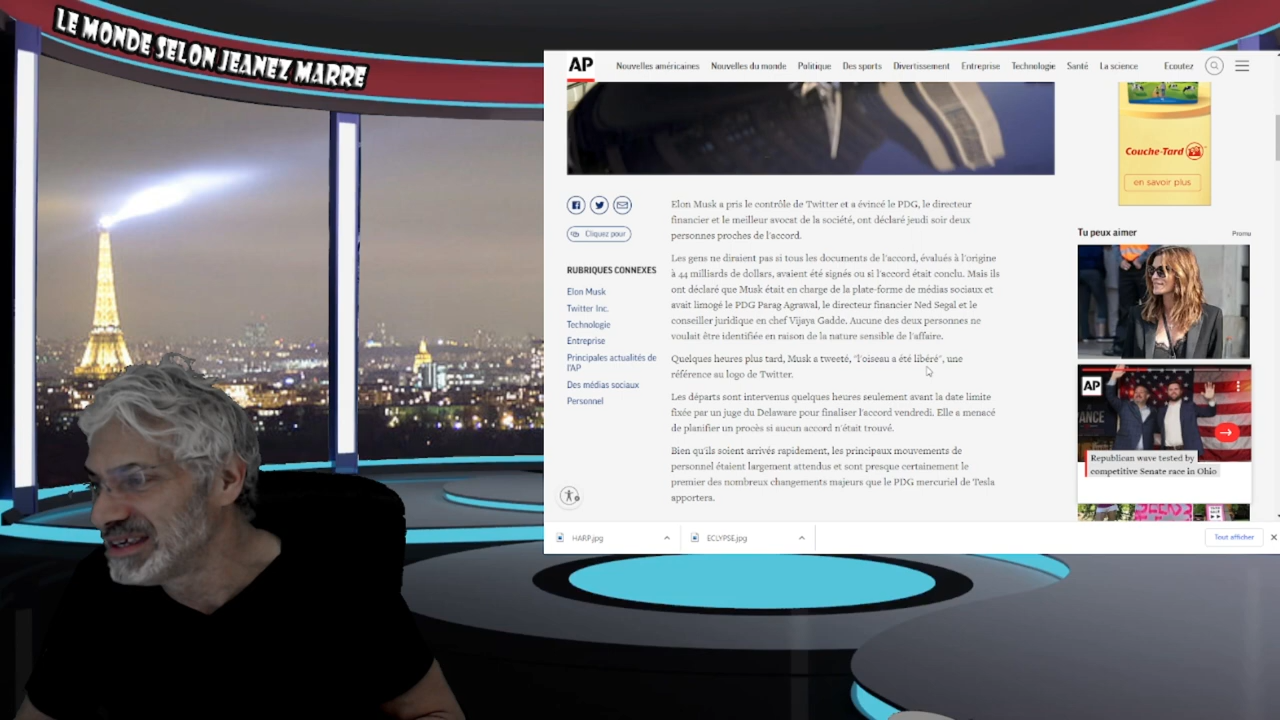 LE MONDE SELON JEANEZ MARRE
AP
Nouvelles américaines Nouvelles du monde Politique Des sports Divertissement Entreprise Technologie Santé La science Ecoutez
Couche-Tard
en savoir plus
Cliquez pour
RUBRIQUES CONNEXES
Elon Musk
Twitter Inc.
Technologie
Entreprise
Principales actualités de
l'AP
Des médias sociaux
Personnel
Elon Musk a pris le contrôle de Twitter et a évincé le PDG, le directeur
financier et le meilleur avocat de la société, ont déclaré jeudi soir deux
personnes proches de l'accord.
Les gens ne diraient pas si tous les documents de l'accord, évalués à l'origine
à 44 milliards de dollars, avaient été signés ou si l'accord était conclu. Mais ils
ont déclaré que Musk était en charge de la plate-forme de médias sociaux et
avait limogé le PDG Parag Agrawal, le directeur financier Ned Segal et le
conseiller juridique en chef Vijaya Gadde. Aucune des deux personnes ne
voulait être identifiée en raison de la nature sensible de l'affaire.
Quelques heures plus tard, Musk a tweeté, "l'oiseau a été libéré", une
référence au logo de Twitter.
Les départs sont intervenus quelques heures seulement avant la date limite
fixée par un juge du Delaware pour finaliser l'accord vendredi. Elle a menacé
de planifier un procès si aucun accord n'était trouvé.
Bien qu'ils soient arrivés rapidement, les principaux mouvements de
personnel étaient largement attendus et sont presque certainement le
premier des nombreux changements majeurs que le PDG mercuriel de Tesla
apportera.
Tu peux aimer Promu
AP
ANCE
Republican wave tested by
competitive Senate race in Ohio
HARP.jpg ECLYPSE.jpg Tout afficher